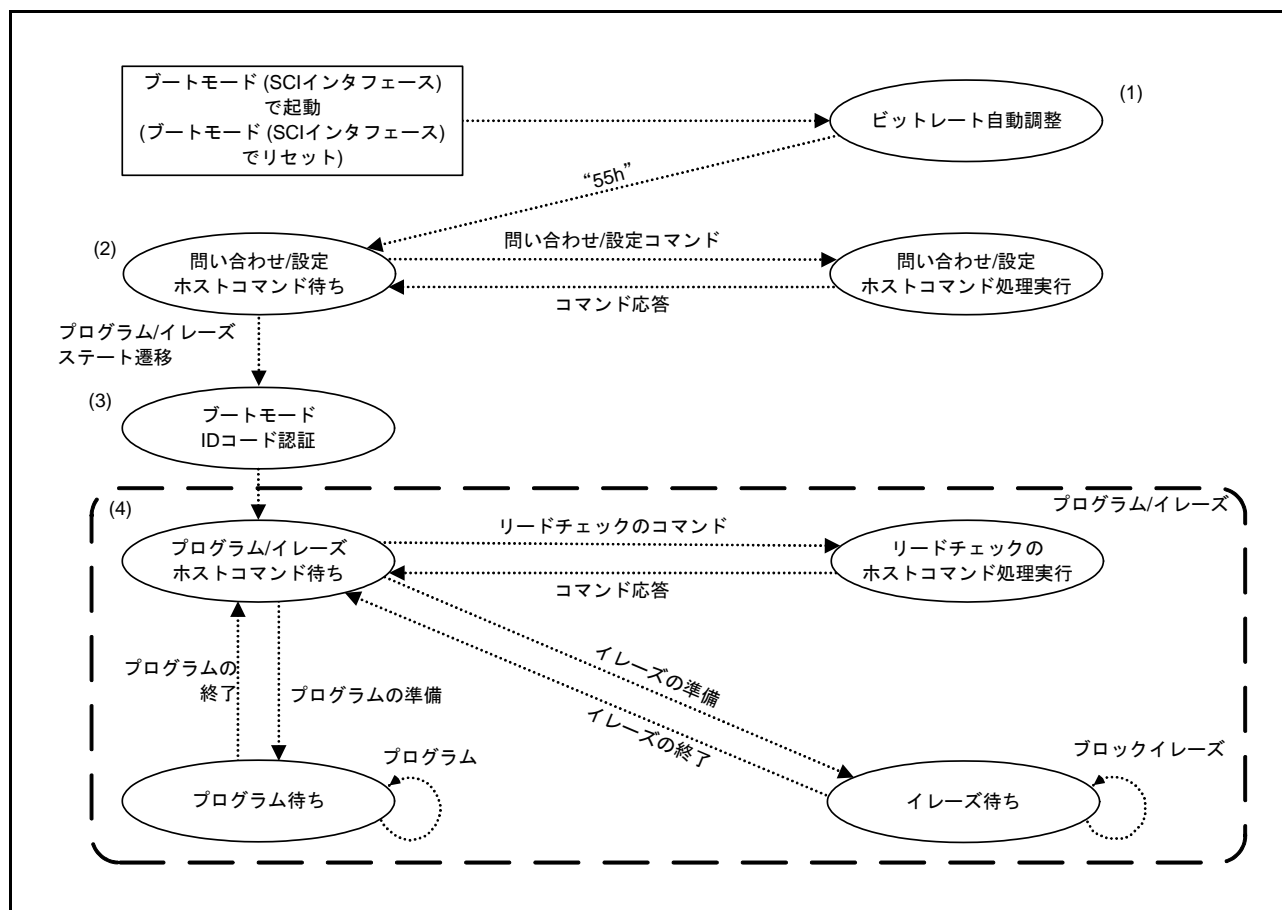 ブートモード (SCIインタフェース)
で起動
(ブートモード (SCIインタフェース)
でリセット)
(1)
ビットレート自動調整
“55h”
(2)
問い合わせ/設定
ホストコマンド待ち
問い合わせ/設定コマンド
コマンド応答
問い合わせ/設定
ホストコマンド処理実行
プログラム/イレーズ
ステート遷移
(3)
ブートモード
IDコード認証
プログラム/イレーズ
(4)
プログラム/イレーズ
ホストコマンド待ち
リードチェックのコマンド
コマンド応答
リードチェックの
ホストコマンド処理実行
プログラムの
終了
プログラムの準備
イレーズの準備
イレーズの終了
プログラム
プログラム待ち
ブロックイレーズ
イレーズ待ち